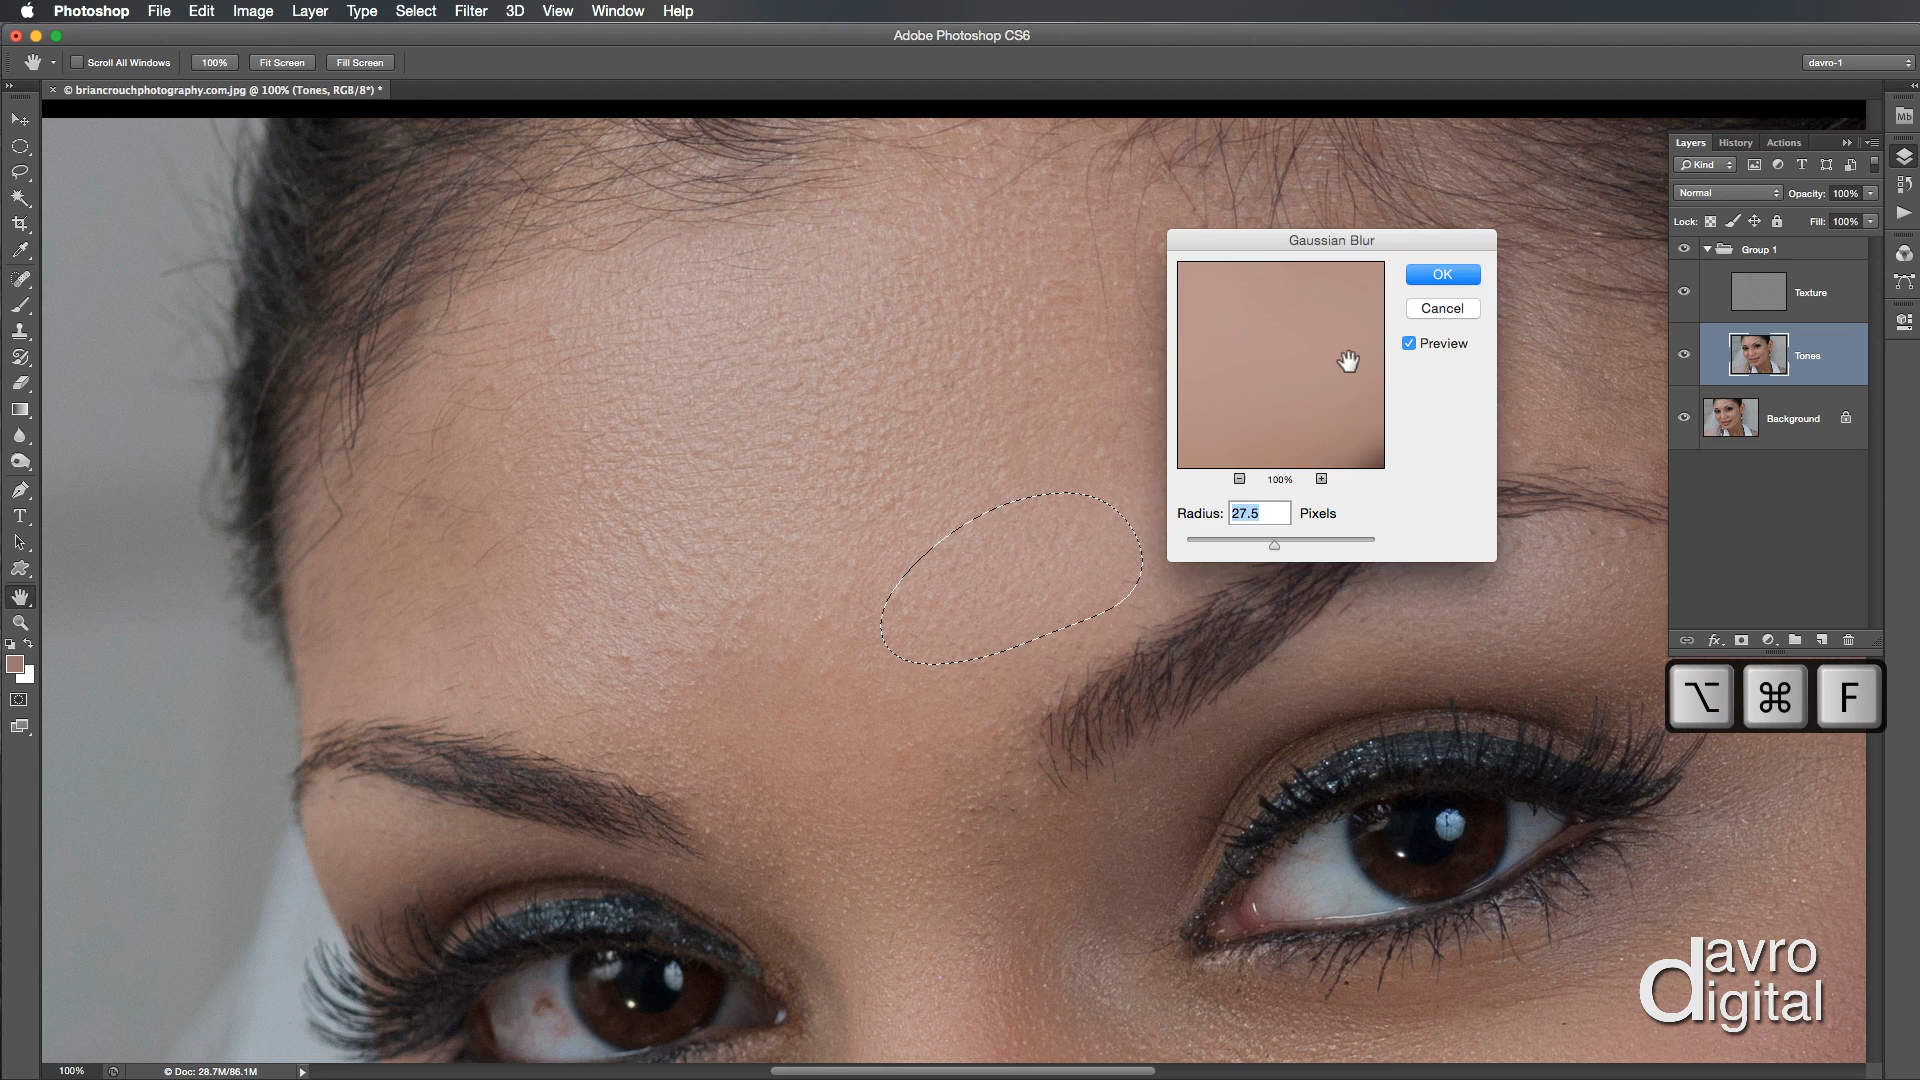 Photoshop File Edit Image Layer Type Select Filter 3D View Window Help
Adobe Photoshop CS6
Scroll All Windows 100% Fit Screen Fill Screen davro-1
× © briancrouchphotography.com.jpg @ 100% (Tones, RGB/8*) *
Mb
Layers History Actions
Kind
Normal Opacity: 100%
Lock: Fill: 100%
Group 1
Texture
Tones
Background
fx
Gaussian Blur
OK
Cancel
Preview
100%
Radius: 27.5 Pixels
⌥ ⌘ F
davro
digital
100% © Doc: 28.7M/86.1M